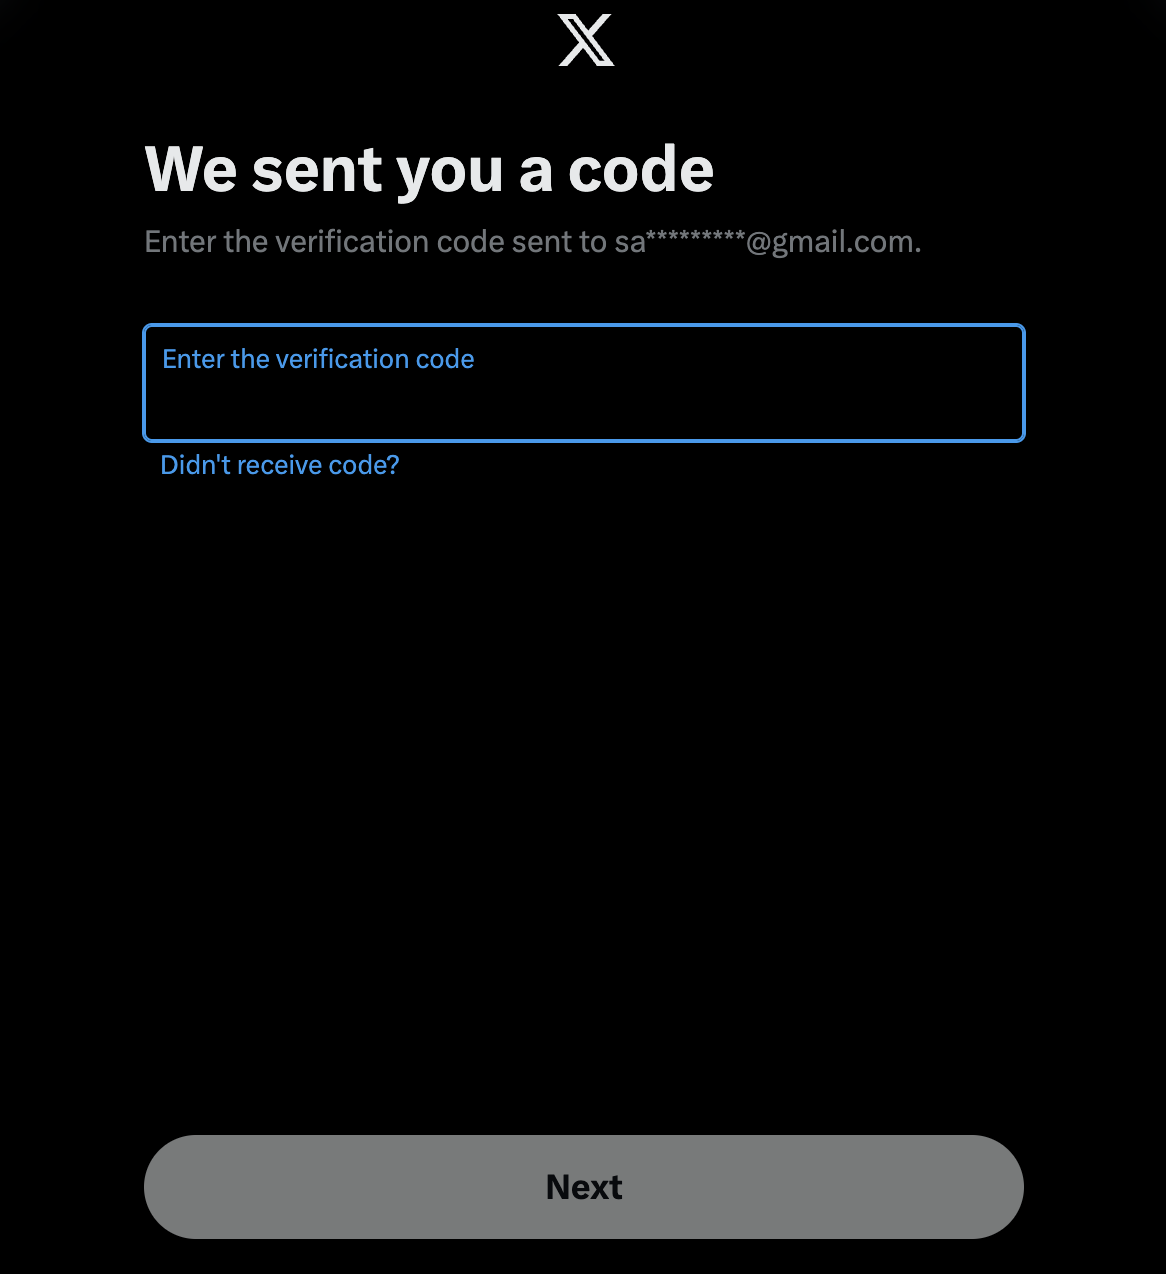 We sent you a code
Enter the verification code sent to sa*********@gmail.com.
Enter the verification code
Didn't receive code?
Next